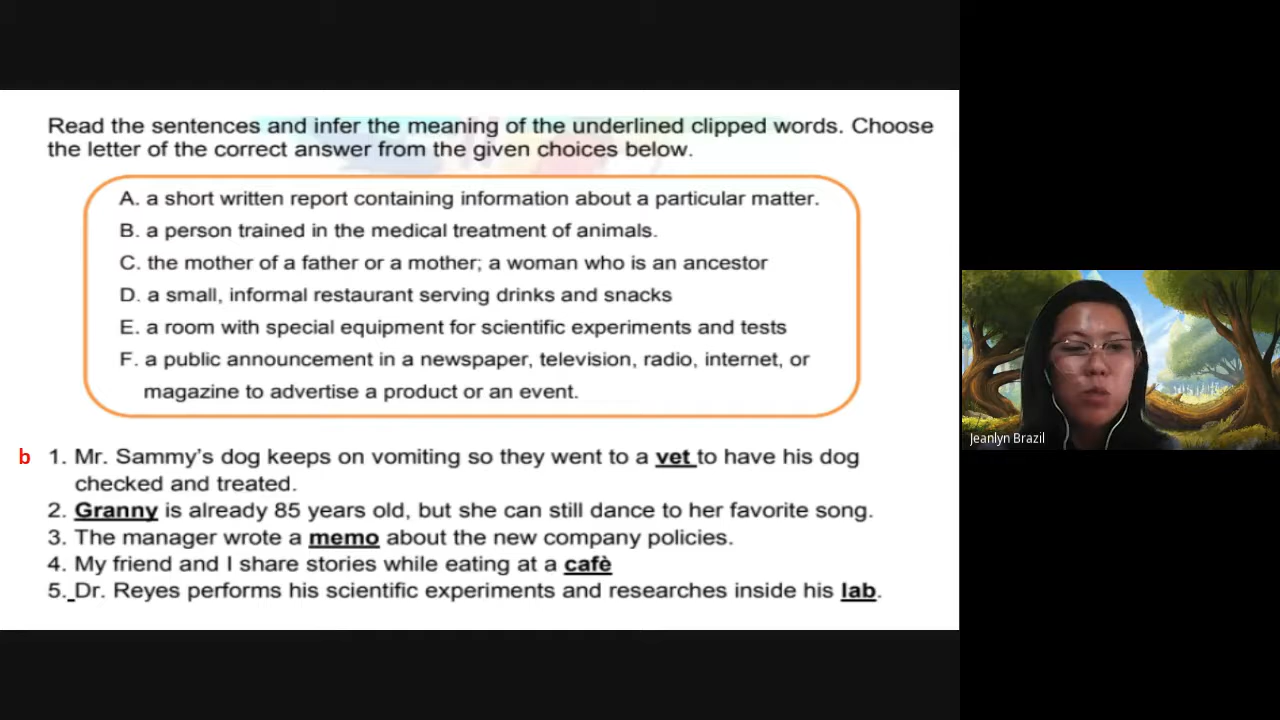 Read the sentences and infer the meaning of the underlined clipped words. Choose
the letter of the correct answer from the given choices below.
A. a short written report containing information about a particular matter.
B. a person trained in the medical treatment of animals.
C. the mother of a father or a mother; a woman who is an ancestor
D. a small, informal restaurant serving drinks and snacks
E. a room with special equipment for scientific experiments and tests
F. a public announcement in a newspaper, television, radio, internet, or
magazine to advertise a product or an event.
b 1. Mr. Sammy's dog keeps on vomiting so they went to a vet to have his dog
checked and treated.
2. Granny is already 85 years old, but she can still dance to her favorite song.
3. The manager wrote a memo about the new company policies.
4. My friend and I share stories while eating at a cafè
5. Dr. Reyes performs his scientific experiments and researches inside his lab.
Jeanlyn Brazil